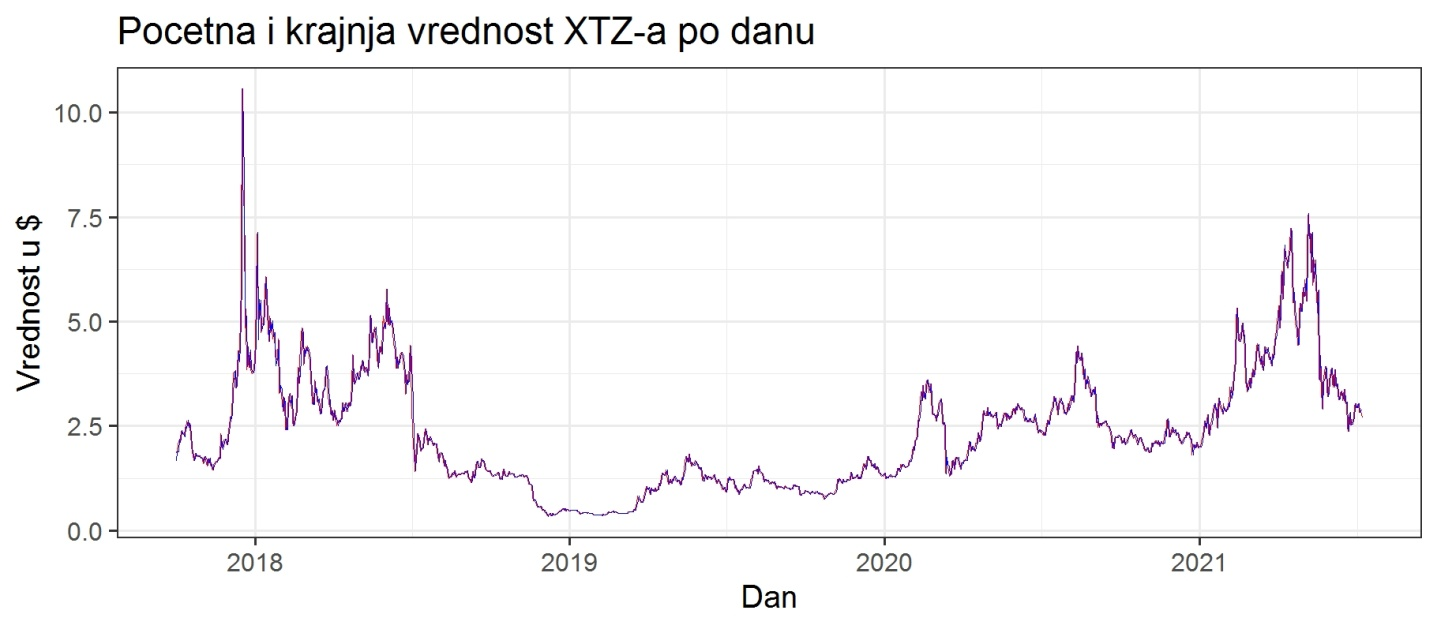 Pocetna i krajnja vrednost XTZ-a po danu
Vrednost u $
10.0
7.5
5.0
2.5
0.0
2018 2019 2020 2021
Dan